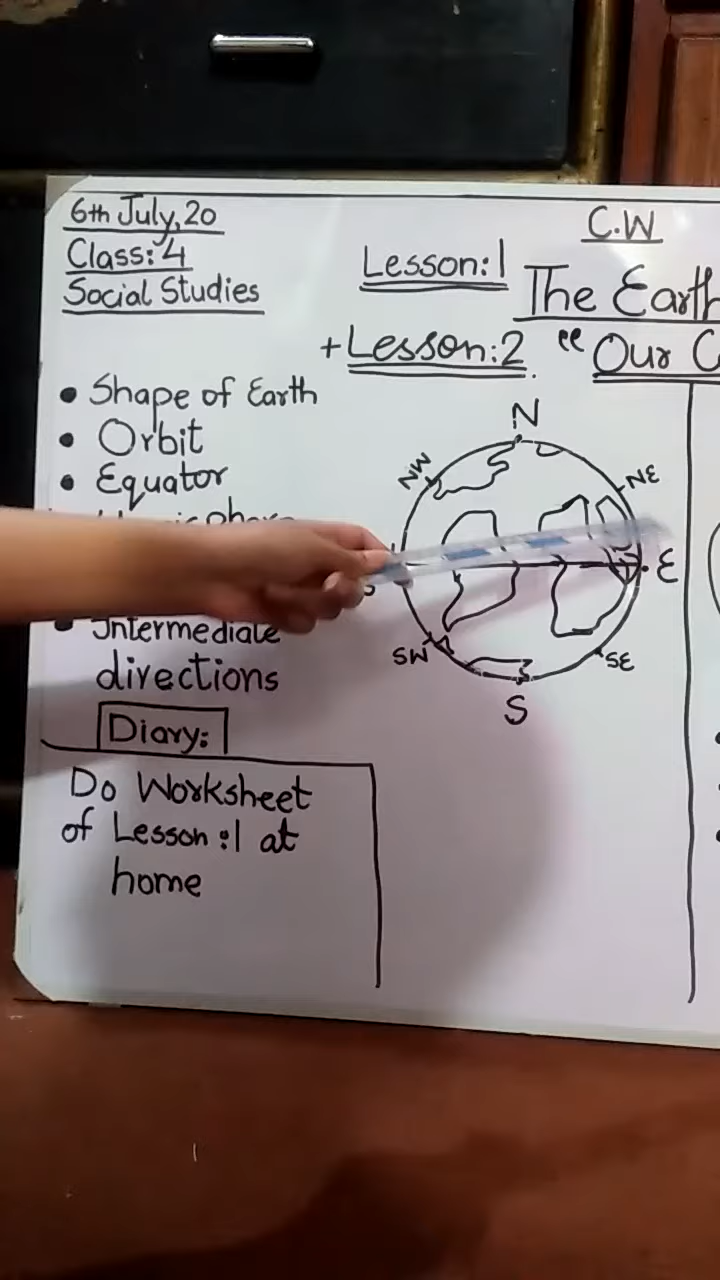 6th July, 20
Class: 4
Social Studies
C.W
Lesson: 1
The Earth
+ Lesson: 2. "Our
• Shape of Earth
• Orbit
• Equator
• Intermediate
directions
Diary:
Do Worksheet
of Lesson :1 at
home
N
NW
NE
E
SW
SE
S